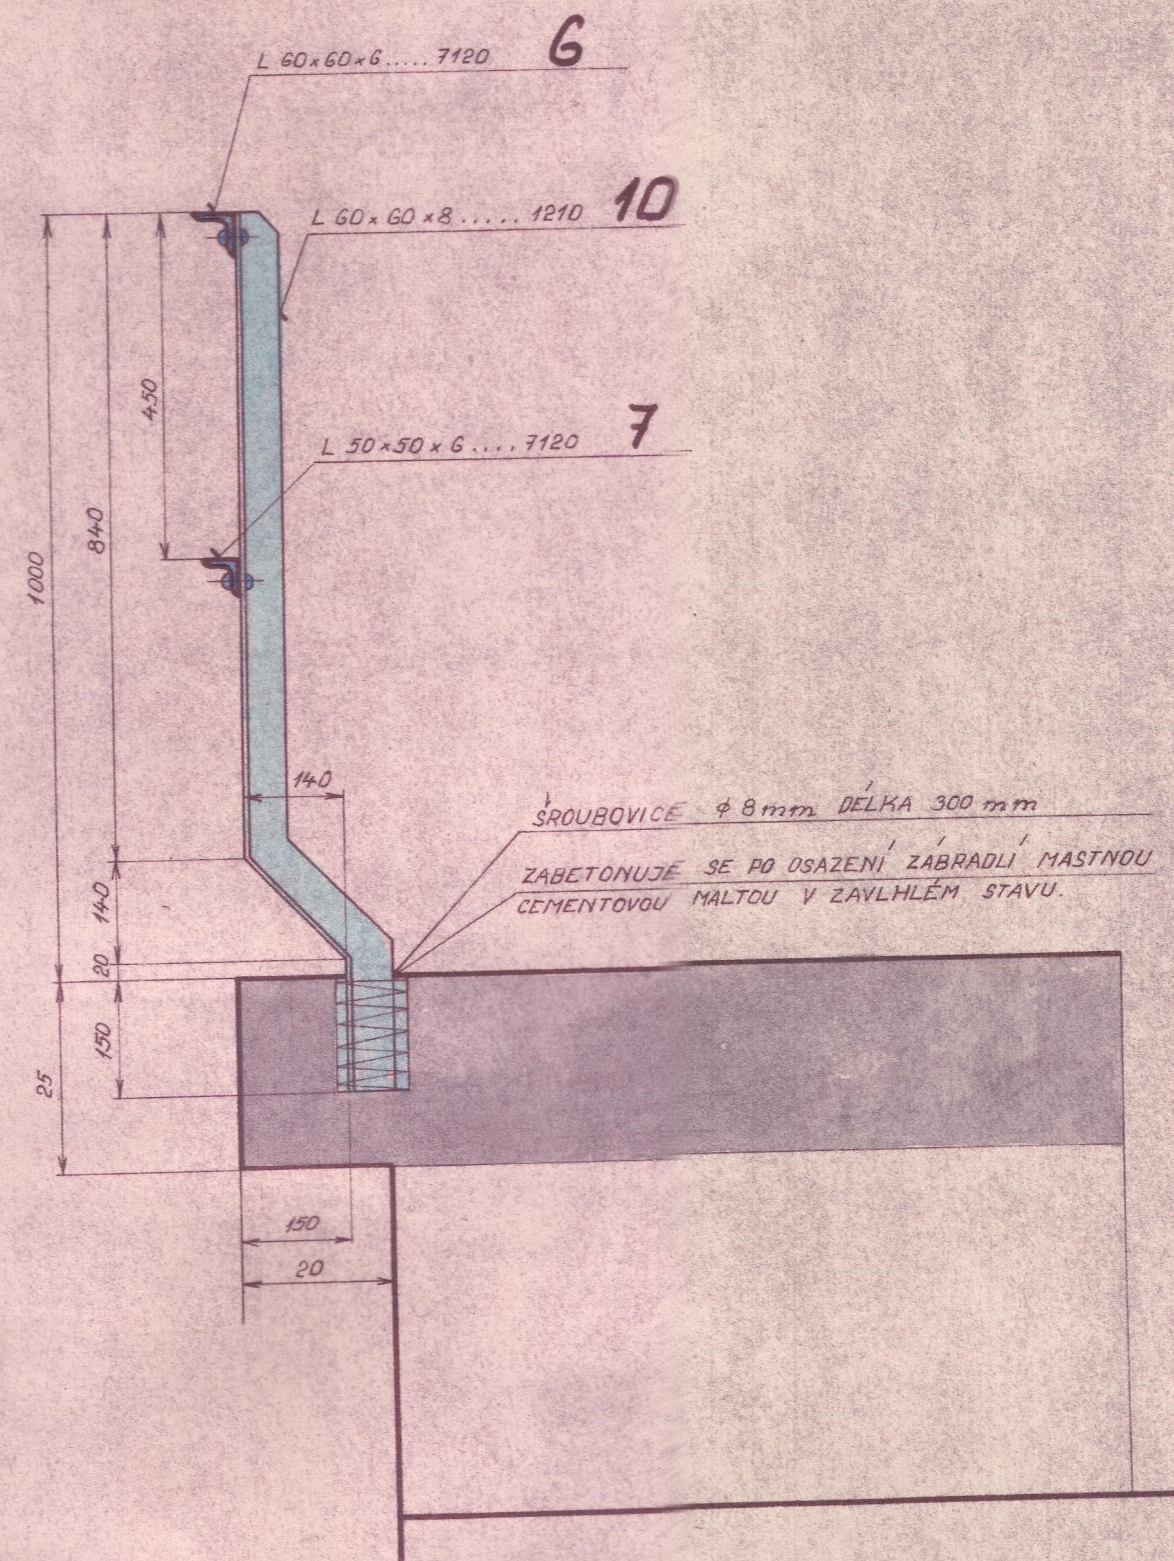 L 60×60×6..... 7120 6
L 60×60×8..... 1210 10
450
L 50×50×6....7120 7
840
1000
140
ŠROUBOVICE ϕ 8mm DÉLKA 300 mm
ZABETONUJE SE PO OSAZENÍ ZÁBRADLÍ MASTNOU
CEMENTOVOU MALTOU V ZAVLHLÉM STAVU.
140
20
150
25
150
20